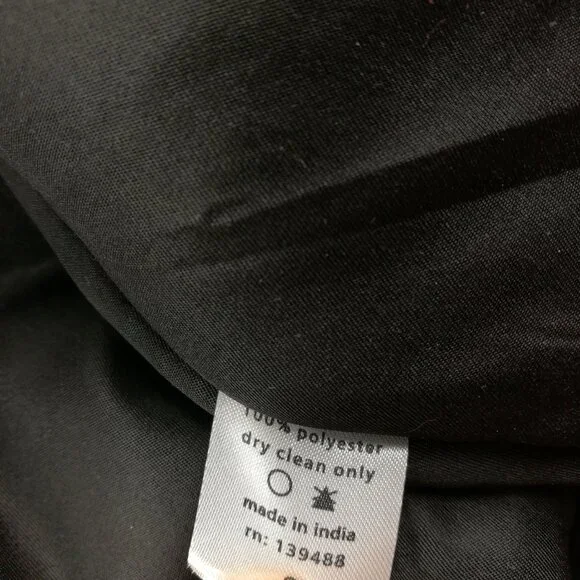 100% polyester
dry clean only
made in india
rn: 139488